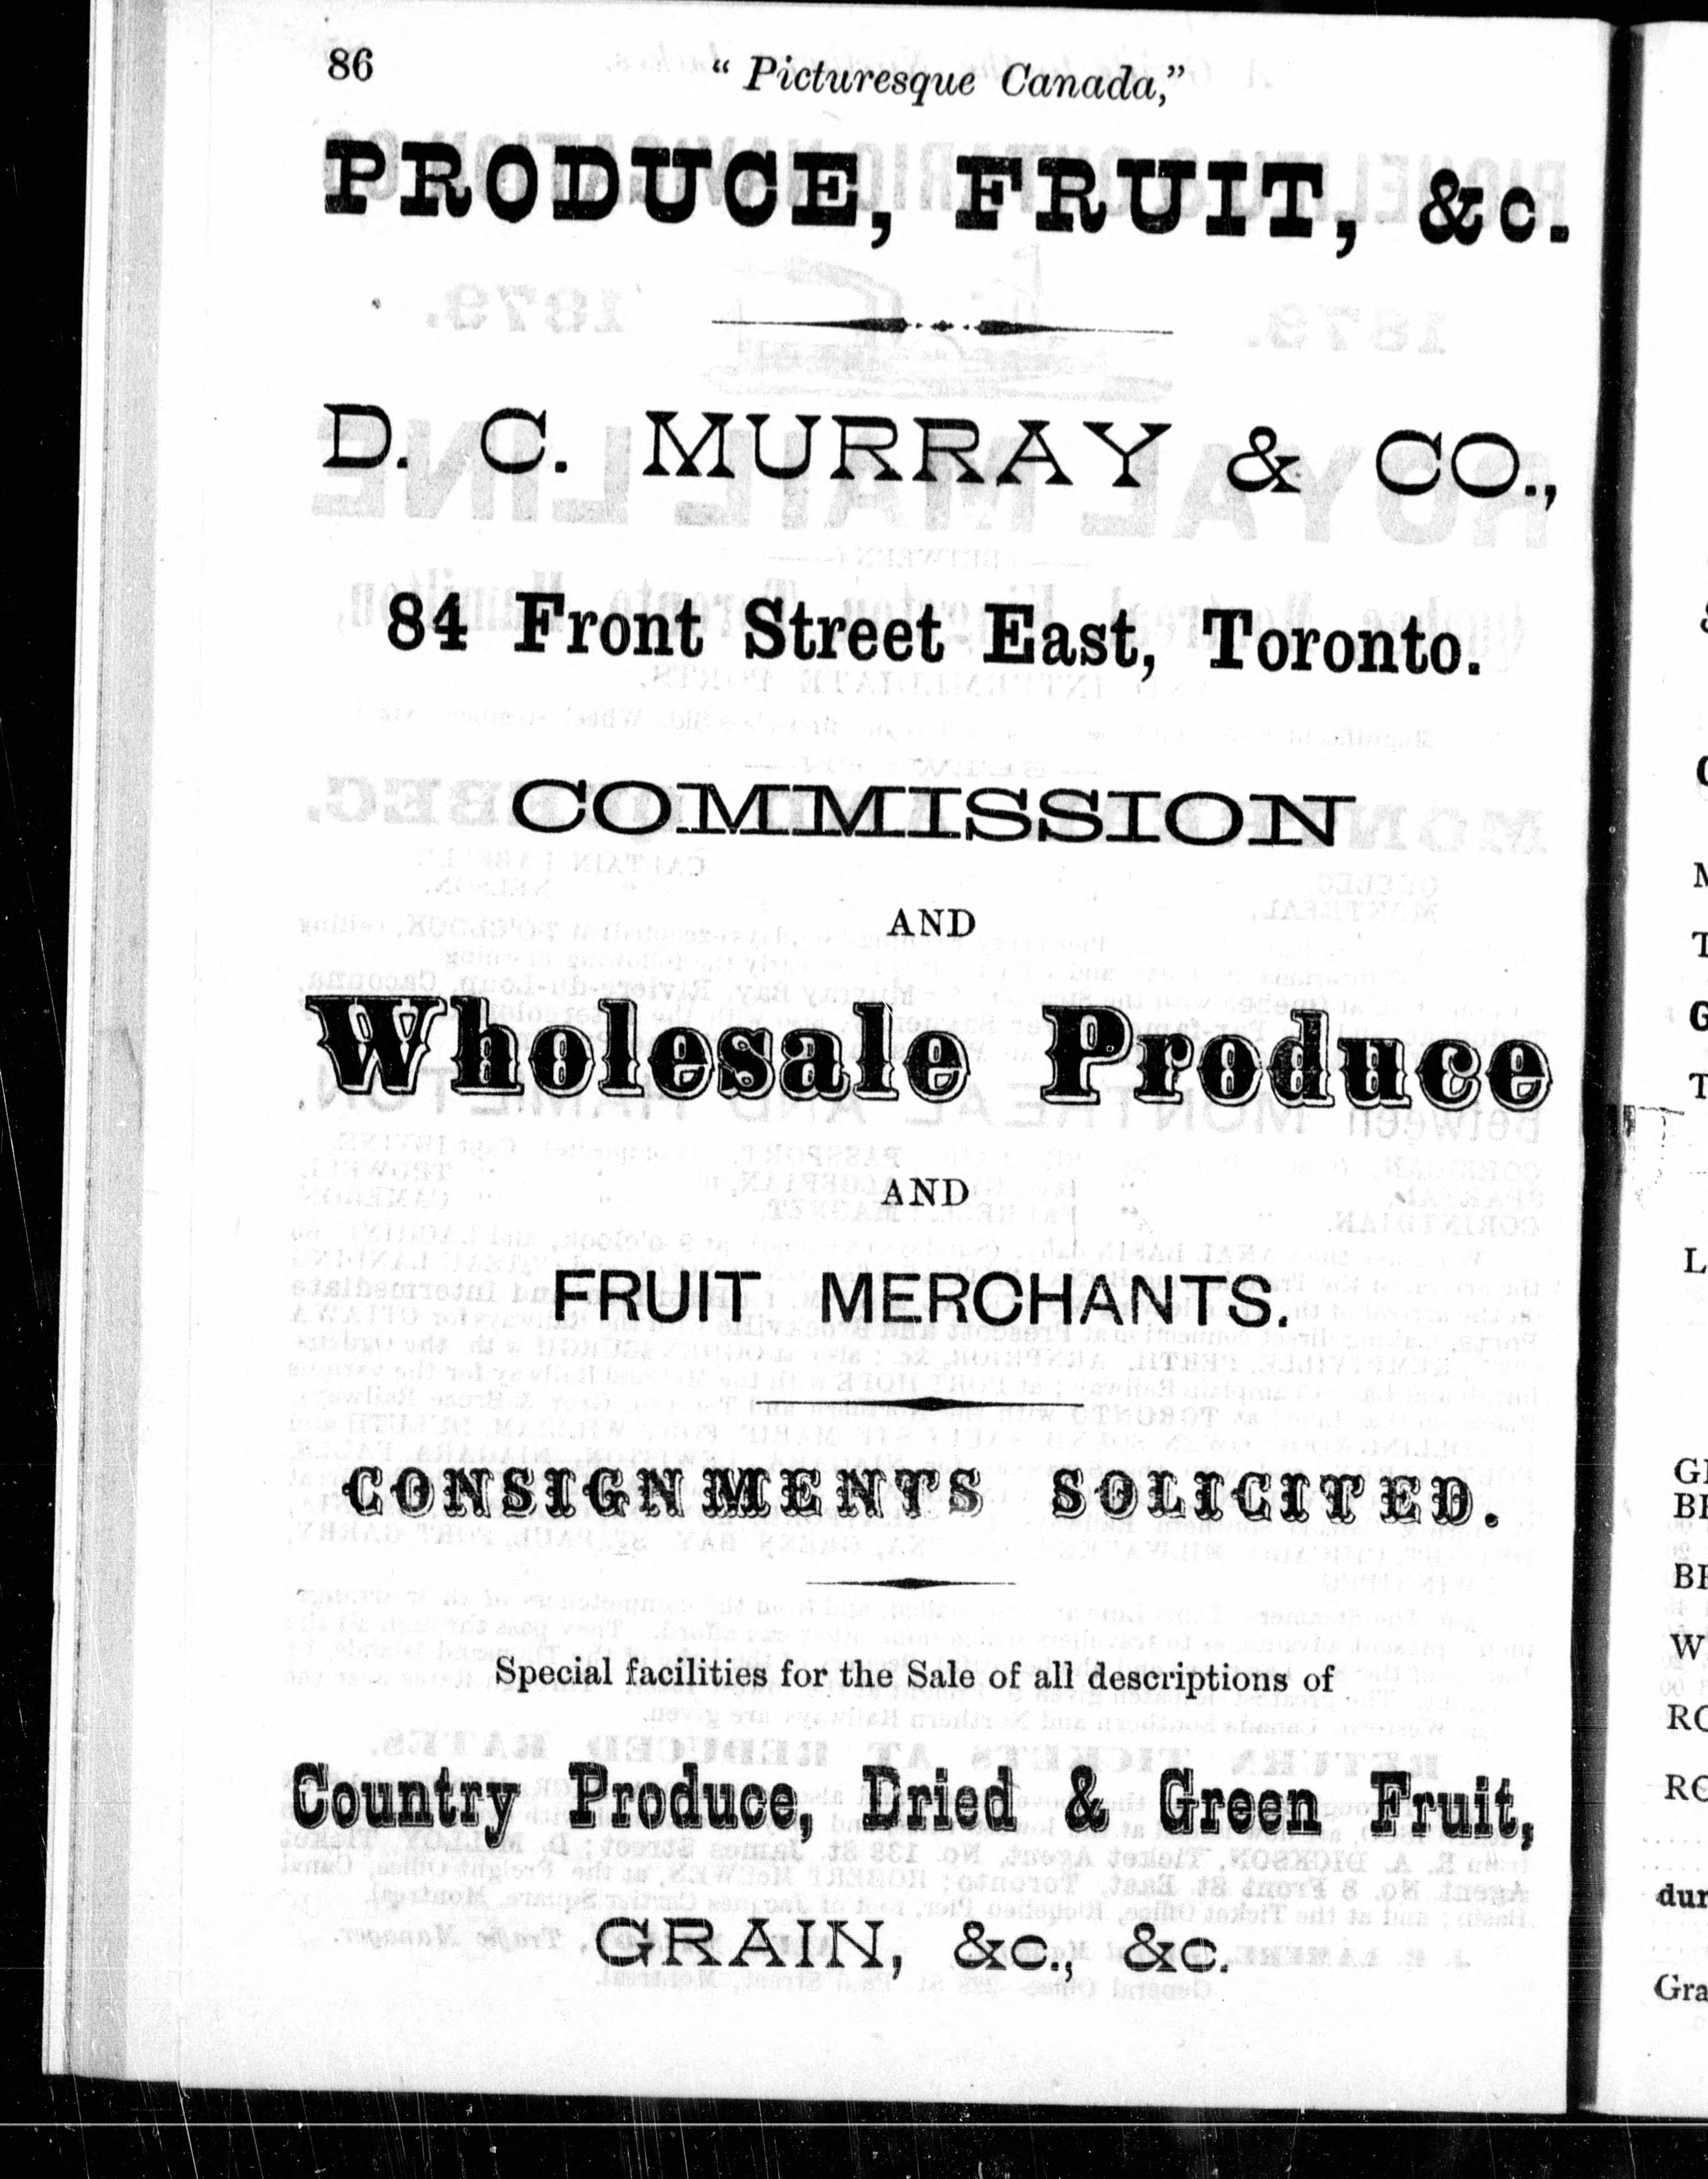 86
“ Picturesque Canada,”
PRODUCE, FRUIT, &c.
D. C. MURRAY & CO.,
84 Front Street East, Toronto.
COMMISSION
AND
Wholesale Produce
AND
FRUIT MERCHANTS.
CONSIGNMENTS SOLICITED.
Special facilities for the Sale of all descriptions of
Country Produce, Dried & Green Fruit,
GRAIN, &c., &c.